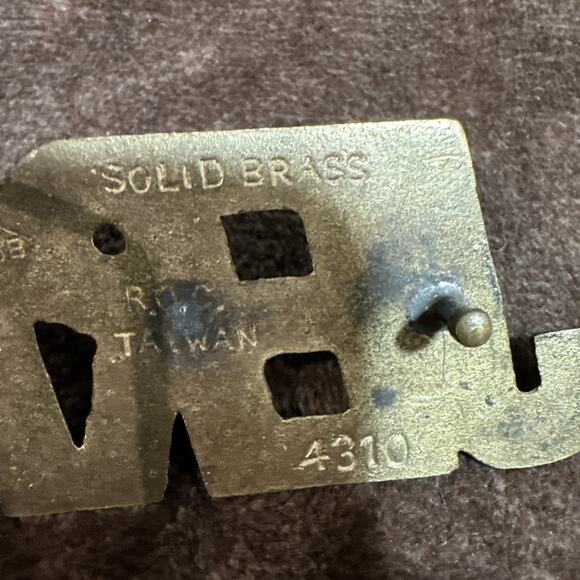 SOLID BRASS
R.O.C.
TAIWAN
4310